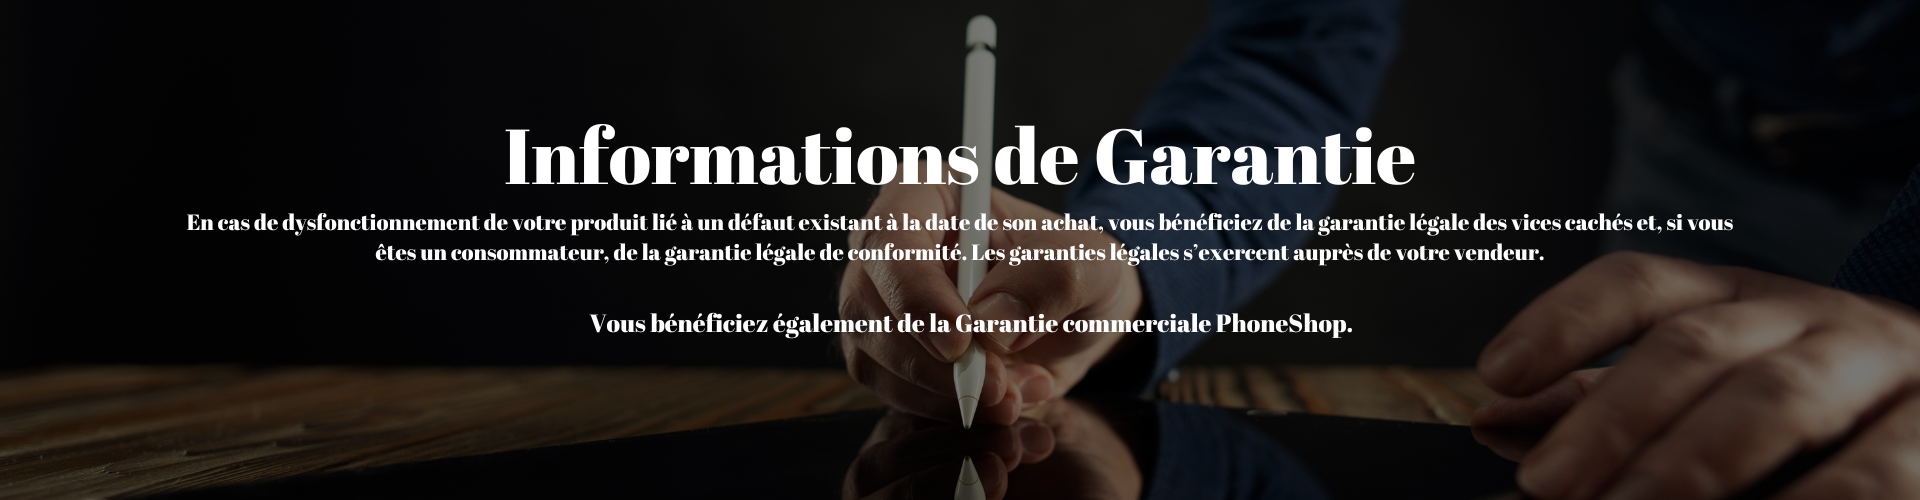 Informations de Garantie
En cas de dysfonctionnement de votre produit lié à un défaut existant à la date de son achat, vous bénéficiez de la garantie légale des vices cachés et, si vous
êtes un consommateur, de la garantie légale de conformité. Les garanties légales s’exercent auprès de votre vendeur.
Vous bénéficiez également de la Garantie commerciale PhoneShop.